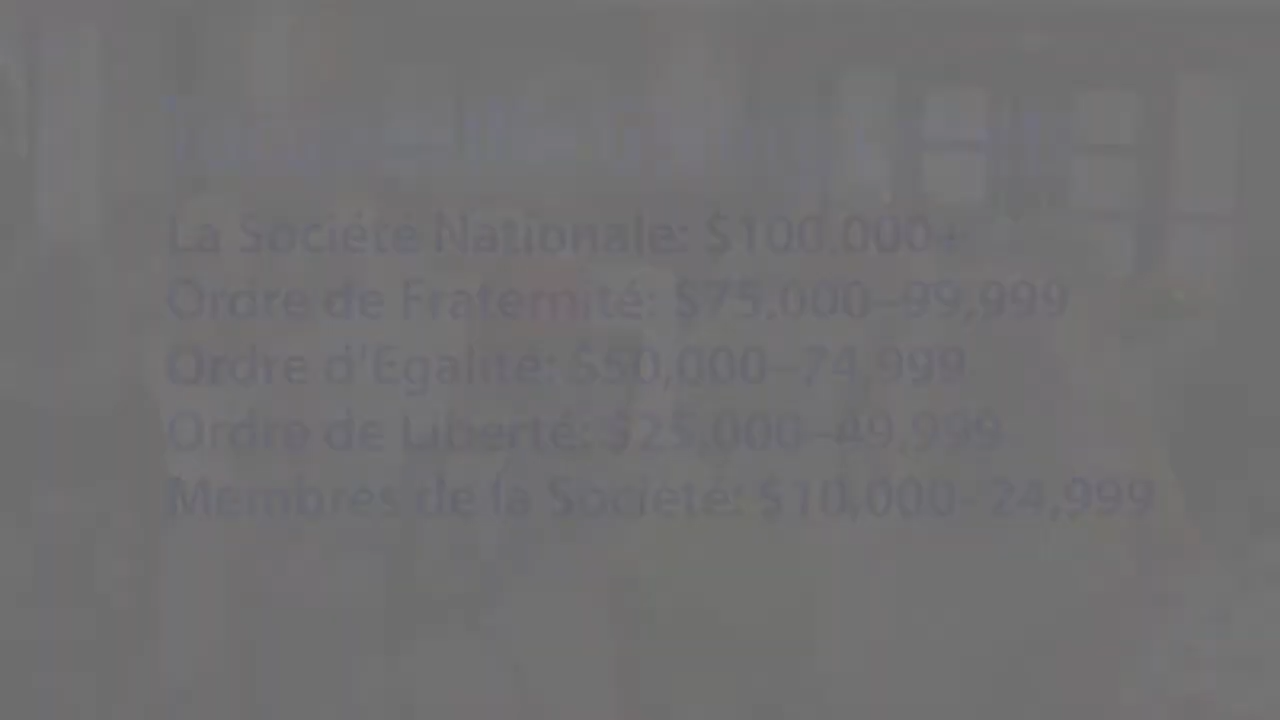 La Société Nationale: $100,000+
Ordre de Fraternité: $75,000–99,999
Ordre d'Egalité: $50,000–74,999
Ordre de Liberté: $25,000–49,999
Membres de la Société: $10,000–24,999